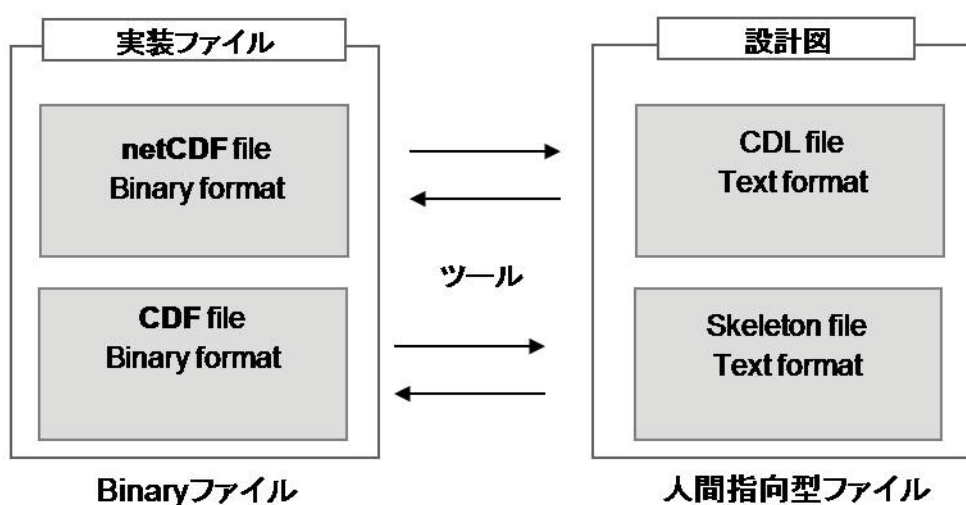 実装ファイル
netCDF file
Binary format
CDF file
Binary format
Binaryファイル
ツール
設計図
CDL file
Text format
Skeleton file
Text format
人間指向型ファイル